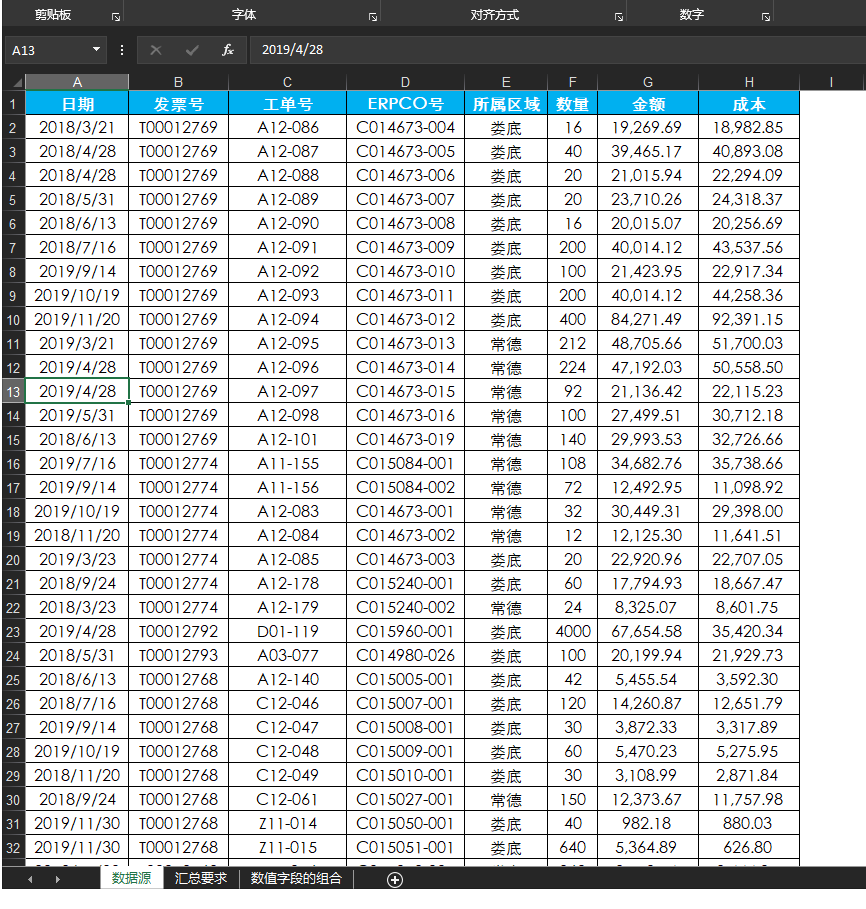 剪贴板 字体 对齐方式 数字
A13 fx 2019/4/28
A B C D E F G H I
1 日期 发票号 工单号 ERPCO号 所属区域 数量 金额 成本
2 2018/3/21 T00012769 A12-086 C014673-004 娄底 16 19,269.69 18,982.85
3 2018/4/28 T00012769 A12-087 C014673-005 娄底 40 39,465.17 40,893.08
4 2018/4/28 T00012769 A12-088 C014673-006 娄底 20 21,015.94 22,294.09
5 2018/5/31 T00012769 A12-089 C014673-007 娄底 20 23,710.26 24,318.37
6 2018/6/13 T00012769 A12-090 C014673-008 娄底 16 20,015.07 20,256.69
7 2018/7/16 T00012769 A12-091 C014673-009 娄底 200 40,014.12 43,537.56
8 2019/9/14 T00012769 A12-092 C014673-010 娄底 100 21,423.95 22,917.34
9 2019/10/19 T00012769 A12-093 C014673-011 娄底 200 40,014.12 44,258.36
10 2019/11/20 T00012769 A12-094 C014673-012 娄底 400 84,271.49 92,391.15
11 2019/3/21 T00012769 A12-095 C014673-013 常德 212 48,705.66 51,700.03
12 2019/4/28 T00012769 A12-096 C014673-014 常德 224 47,192.03 50,558.50
13 2019/4/28 T00012769 A12-097 C014673-015 常德 92 21,136.42 22,115.23
14 2019/5/31 T00012769 A12-098 C014673-016 常德 100 27,499.51 30,712.18
15 2018/6/13 T00012769 A12-101 C014673-019 常德 140 29,993.53 32,726.66
16 2019/7/16 T00012774 A11-155 C015084-001 常德 108 34,682.76 35,738.66
17 2019/9/14 T00012774 A11-156 C015084-002 常德 72 12,492.95 11,098.92
18 2019/10/19 T00012774 A12-083 C014673-001 常德 32 30,449.31 29,398.00
19 2018/11/20 T00012774 A12-084 C014673-002 常德 12 12,125.30 11,641.51
20 2019/3/23 T00012774 A12-085 C014673-003 娄底 20 22,920.96 22,707.05
21 2018/9/24 T00012774 A12-178 C015240-001 娄底 60 17,794.93 18,667.47
22 2018/3/23 T00012774 A12-179 C015240-002 常德 24 8,325.07 8,601.75
23 2019/4/28 T00012792 D01-119 C015960-001 娄底 4000 67,654.58 35,420.34
24 2018/5/31 T00012793 A03-077 C014980-026 娄底 100 20,199.94 21,929.73
25 2018/6/13 T00012768 A12-140 C015005-001 娄底 42 5,455.54 3,592.30
26 2018/7/16 T00012768 C12-046 C015007-001 娄底 120 14,260.87 12,651.79
27 2019/9/14 T00012768 C12-047 C015008-001 娄底 30 3,872.33 3,317.89
28 2019/10/19 T00012768 C12-048 C015009-001 娄底 60 5,470.23 5,275.95
29 2018/11/20 T00012768 C12-049 C015010-001 娄底 30 3,108.99 2,871.84
30 2018/9/24 T00012768 C12-061 C015027-001 常德 150 12,373.67 11,757.98
31 2019/11/30 T00012768 Z11-014 C015050-001 娄底 40 982.18 880.03
32 2019/11/30 T00012768 Z11-015 C015051-001 娄底 640 5,364.89 626.80
数据源 汇总要求 数值字段的组合